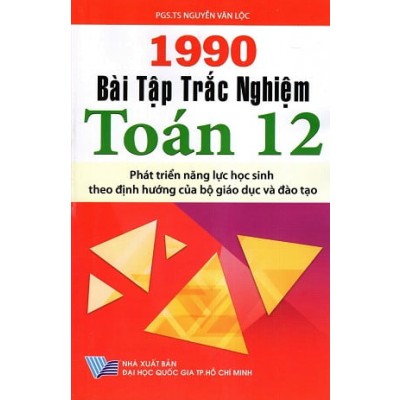 PGS.TS NGUYỄN VĂN LỘC
1990
Bài Tập Trắc Nghiệm
Toán 12
Phát triển năng lực học sinh
theo định hướng của bộ giáo dục và đào tạo
NHÀ XUẤT BẢN
ĐẠI HỌC QUỐC GIA TP.HỒ CHÍ MINH